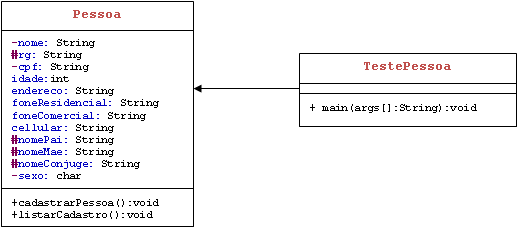 Pessoa
-nome: String
#rg: String
-cpf: String
idade:int
endereco: String
foneResidencial: String
foneComercial: String
cellular: String
#nomePai: String
#nomeMae: String
#nomeConjuge: String
-sexo: char
+cadastrarPessoa():void
+listarCadastro():void
TestePessoa
+ main(args[]:String):void